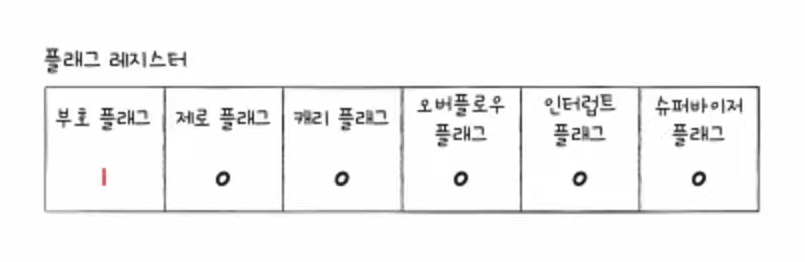 플래그 레지스터
부호 플래그
제로 플래그
캐리 플래그
오버플로우
플래그
인터럽트
플래그
슈퍼바이저
플래그
1 0 0 0 0 0